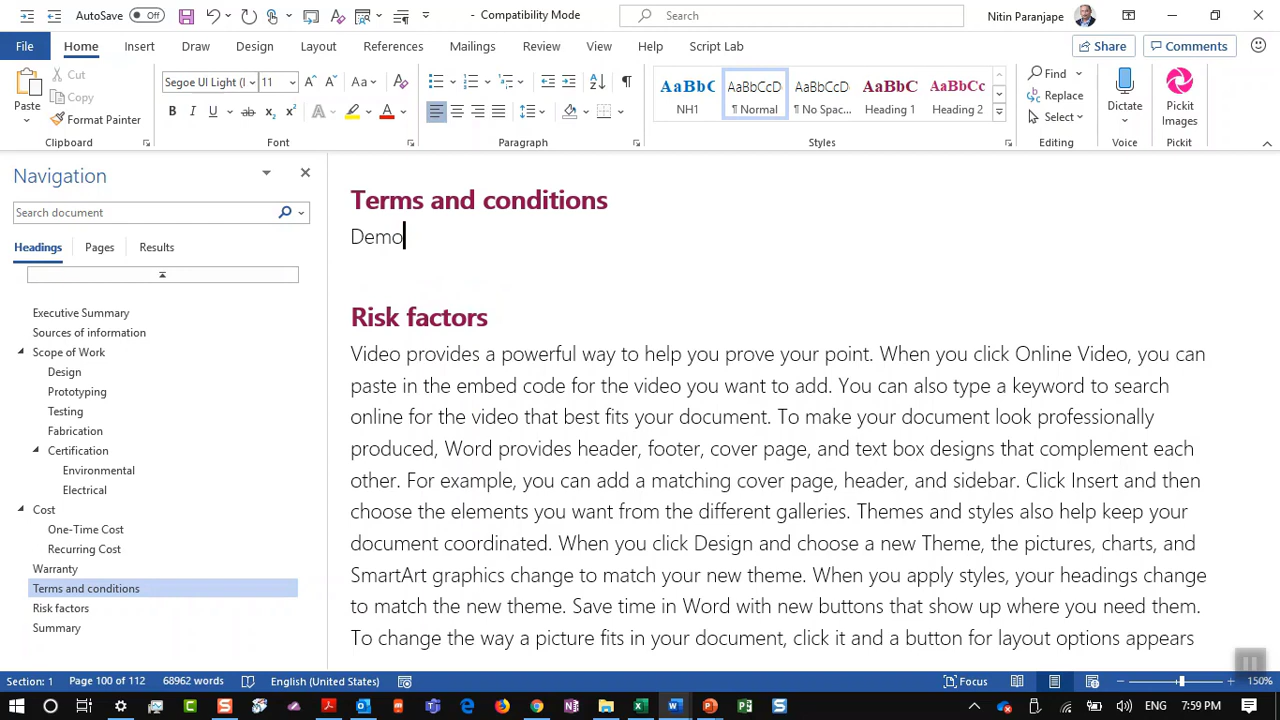 AutoSave Off
- Compatibility Mode
Search
Nitin Paranjape
File Home Insert Draw Design Layout References Mailings Review View Help Script Lab
Share Comments
Paste
Cut
Copy
Format Painter
Clipboard
Segoe UI Light (I 11
Font
Paragraph
AaBbC
NH1
AaBbCcD
¶ Normal
AaBbCcD
¶ No Spac...
AaBbC
Heading 1
AaBbCc
Heading 2
Styles
Find
Replace
Select
Editing
Dictate
Voice
Pickit
Images
Pickit
Navigation
Search document
Headings Pages Results
Executive Summary
Sources of information
Scope of Work
Design
Prototyping
Testing
Fabrication
Certification
Environmental
Electrical
Cost
One-Time Cost
Recurring Cost
Warranty
Terms and conditions
Risk factors
Summary
Terms and conditions
Demo
Risk factors
Video provides a powerful way to help you prove your point. When you click Online Video, you can
paste in the embed code for the video you want to add. You can also type a keyword to search
online for the video that best fits your document. To make your document look professionally
produced, Word provides header, footer, cover page, and text box designs that complement each
other. For example, you can add a matching cover page, header, and sidebar. Click Insert and then
choose the elements you want from the different galleries. Themes and styles also help keep your
document coordinated. When you click Design and choose a new Theme, the pictures, charts, and
SmartArt graphics change to match your new theme. When you apply styles, your headings change
to match the new theme. Save time in Word with new buttons that show up where you need them.
To change the way a picture fits in your document, click it and a button for layout options appears
Section: 1 Page 100 of 112 68962 words English (United States) Focus 150%
ENG 7:59 PM